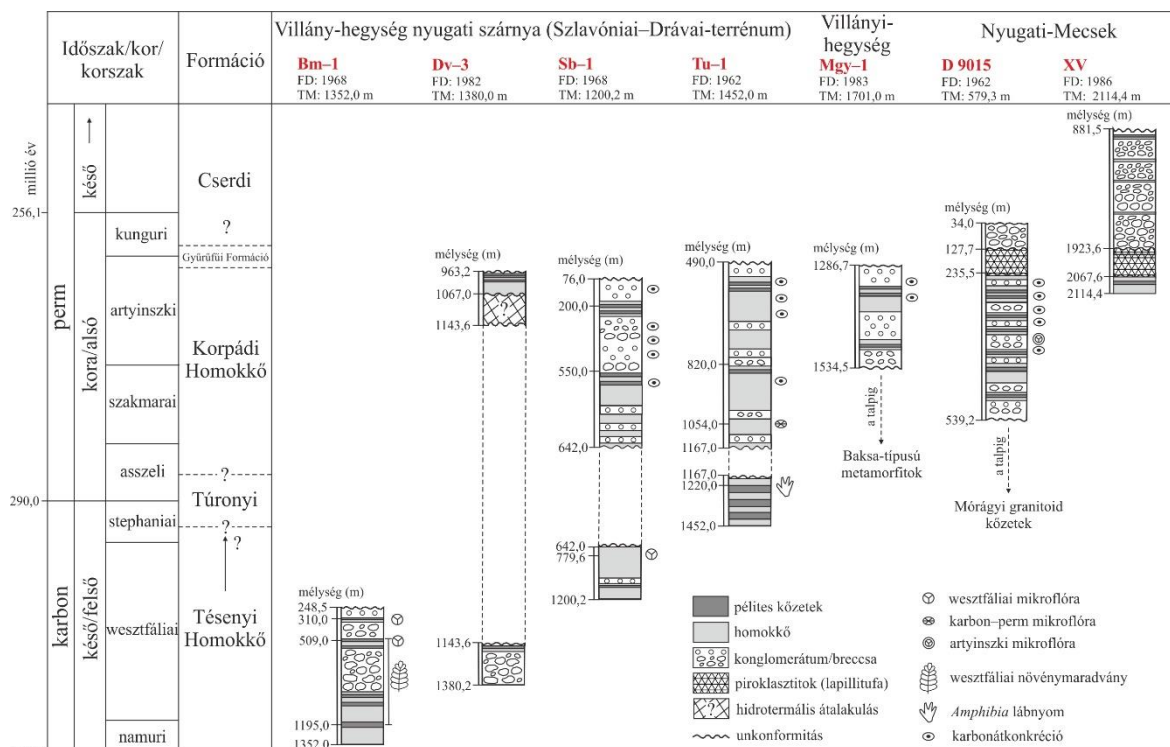 Időszak/kor/
korszak
Formáció
Villány-hegység nyugati szárnya (Szlavóniai–Drávai-terrénum)
Villányi-
hegység
Nyugati-Mecsek
Bm–1
FD: 1968
TM: 1352,0 m
Dv–3
FD: 1982
TM: 1380,0 m
Sb–1
FD: 1968
TM: 1200,2 m
Tu–1
FD: 1962
TM: 1452,0 m
Mgy–1
FD: 1983
TM: 1701,0 m
D 9015
FD: 1962
TM: 579,3 m
XV
FD: 1986
TM: 2114,4 m
millió év
256,1
290,0
perm
karbon
késő
kora/alsó
késő/felső
kunguri
artyinszki
szakmarai
asszeli
stephaniai
wesztfáliai
namuri
Cserdi
?
Gyűrűfüi Formáció
Korpádi
Homokkő
?
Túronyi
?
?
Tésenyi
Homokkő
mélység (m)
248,5
310,0
509,0
1195,0
1352,0
mélység (m)
963,2
1067,0
?
1143,6
1143,6
1380,2
mélység (m)
76,0
200,0
550,0
642,0
642,0
779,6
1200,2
mélység (m)
490,0
820,0
1054,0
1167,0
1167,0
1220,0
1452,0
mélység (m)
1286,7
1534,5
a talpig
Baksa-típusú
metamorfitok
mélység (m)
34,0
127,7
235,5
539,2
a talpig
Mórágyi granitoid
kőzetek
881,5
mélység (m)
1923,6
2067,6
2114,4
pélites kőzetek
homokkő
konglomerátum/breccsa
piroklasztitok (lapillitufa)
? hidrotermális átalakulás
unkonformitás
wesztfáliai mikroflóra
karbon–perm mikroflóra
artyinszki mikroflóra
wesztfáliai növénymaradvány
Amphibia lábnyom
karbonátkonkréció